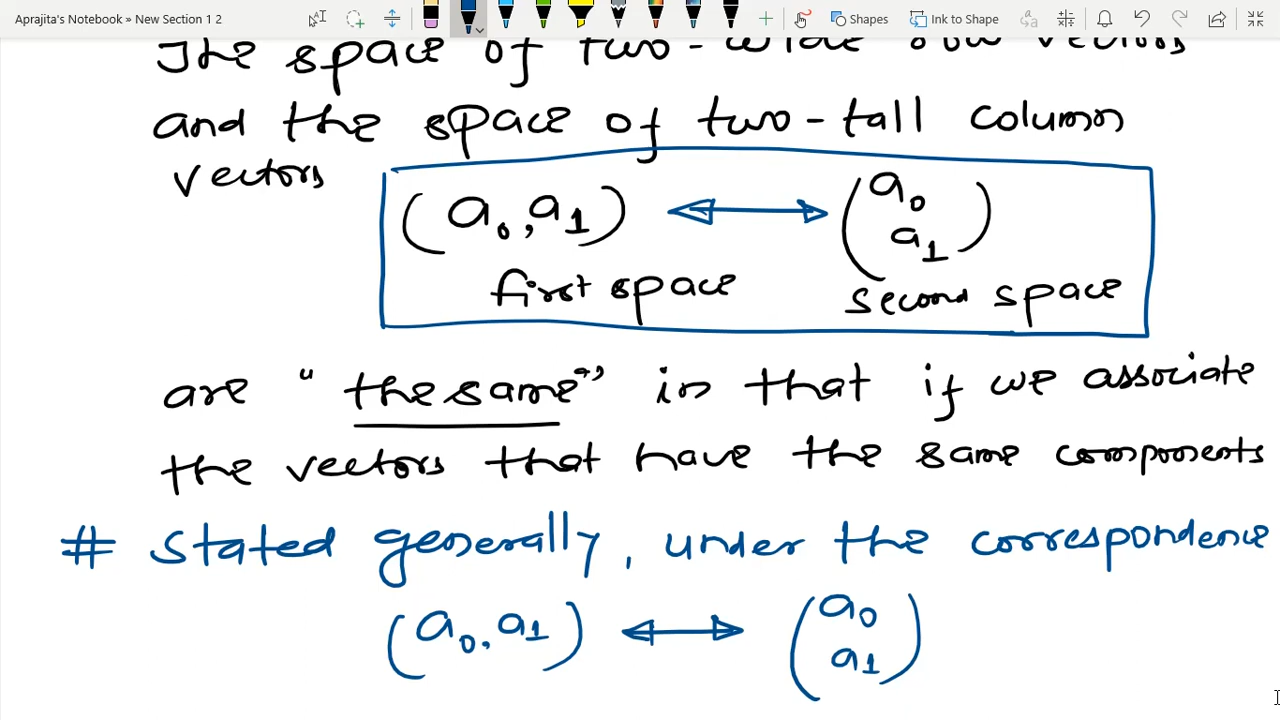 Aprajita's Notebook » New Section 1 2
Shapes
Ink to Shape
The space of two-wide row vectors
and the space of two-tall column
vectors
(a₀,a₁) ↔ (a₀
a₁)
first space second space
are "the same" in that if we associate
the vectors that have the same components
# Stated generally, under the correspondence
(a₀,a₁) ↔ (a₀
a₁)